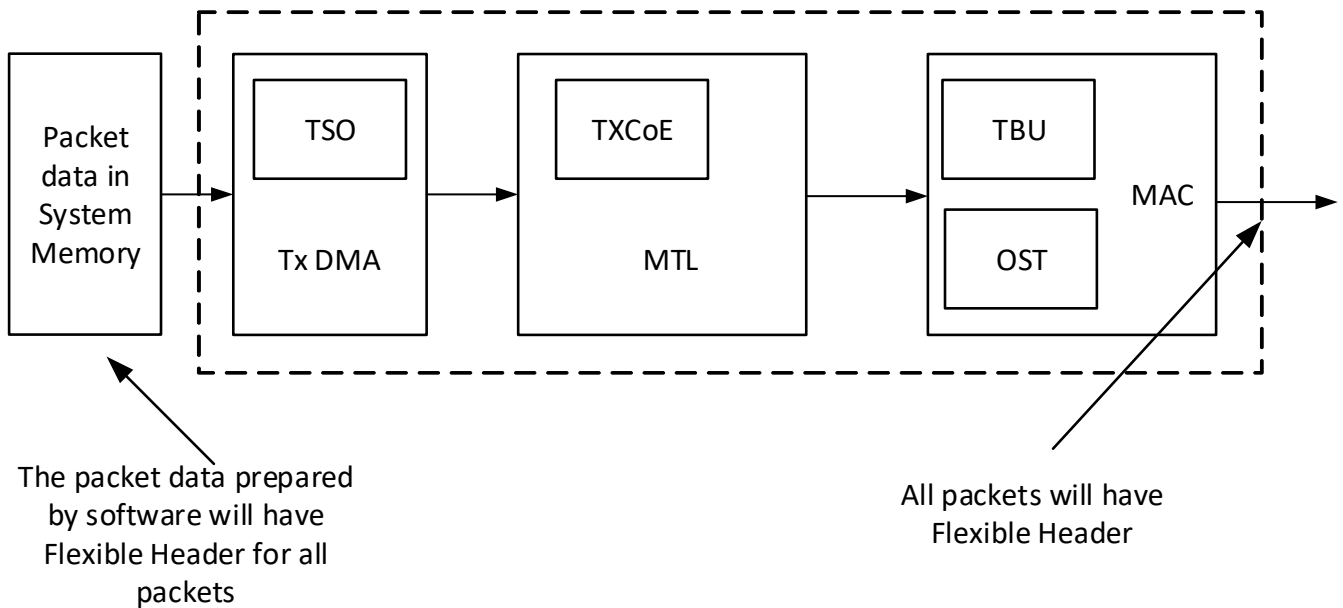 Packet
data in
System
Memory
TSO
Tx DMA
TXCoE
MTL
TBU
MAC
OST
The packet data prepared
by software will have
Flexible Header for all
packets
All packets will have
Flexible Header